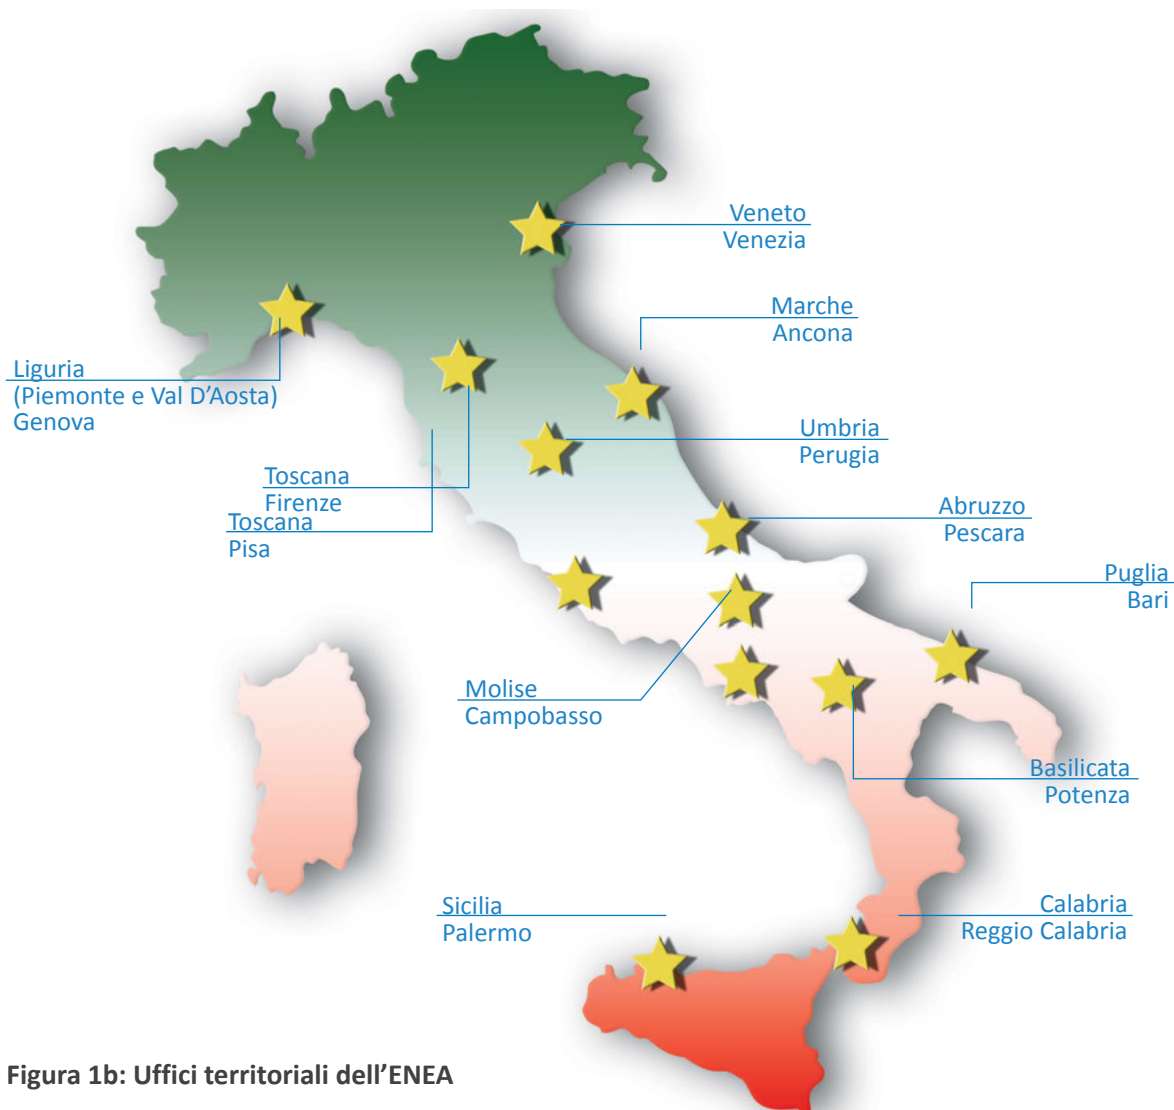 Veneto
Venezia
Marche
Ancona
Liguria
(Piemonte e Val D’Aosta)
Genova
Umbria
Perugia
Toscana
Firenze
Toscana
Pisa
Abruzzo
Pescara
Puglia
Bari
Molise
Campobasso
Basilicata
Potenza
Sicilia
Palermo
Calabria
Reggio Calabria
Figura 1b: Uffici territoriali dell’ENEA